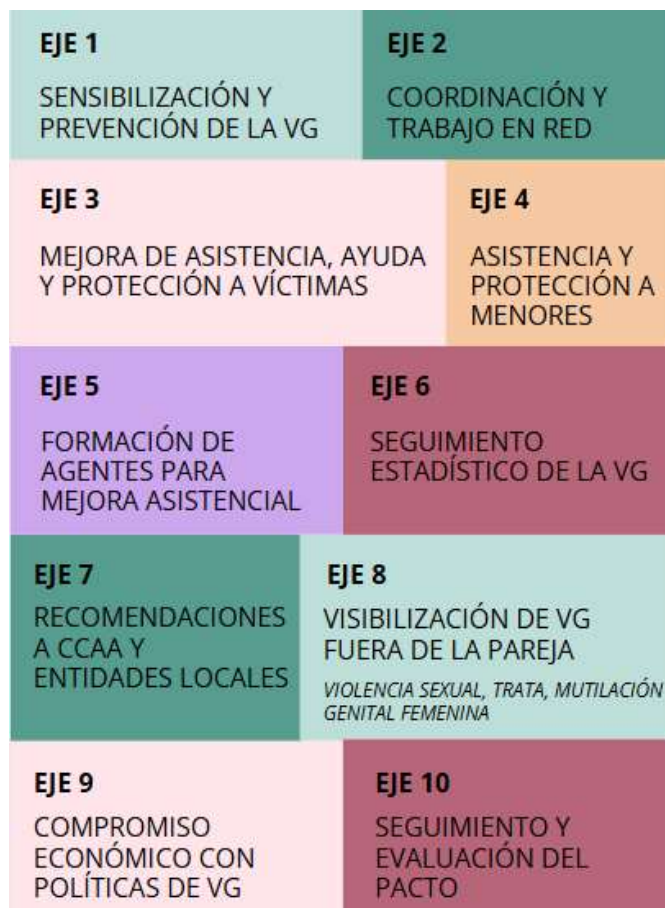 EJE 1
SENSIBILIZACIÓN Y
PREVENCIÓN DE LA VG
EJE 2
COORDINACIÓN Y
TRABAJO EN RED
EJE 3
MEJORA DE ASISTENCIA, AYUDA
Y PROTECCIÓN A VÍCTIMAS
EJE 4
ASISTENCIA Y
PROTECCIÓN A
MENORES
EJE 5
FORMACIÓN DE
AGENTES PARA
MEJORA ASISTENCIAL
EJE 6
SEGUIMIENTO
ESTADÍSTICO DE LA VG
EJE 7
RECOMENDACIONES
A CCAA Y
ENTIDADES LOCALES
EJE 8
VISIBILIZACIÓN DE VG
FUERA DE LA PAREJA
VIOLENCIA SEXUAL, TRATA, MUTILACIÓN
GENITAL FEMENINA
EJE 9
COMPROMISO
ECONÓMICO CON
POLÍTICAS DE VG
EJE 10
SEGUIMIENTO Y
EVALUACIÓN DEL
PACTO